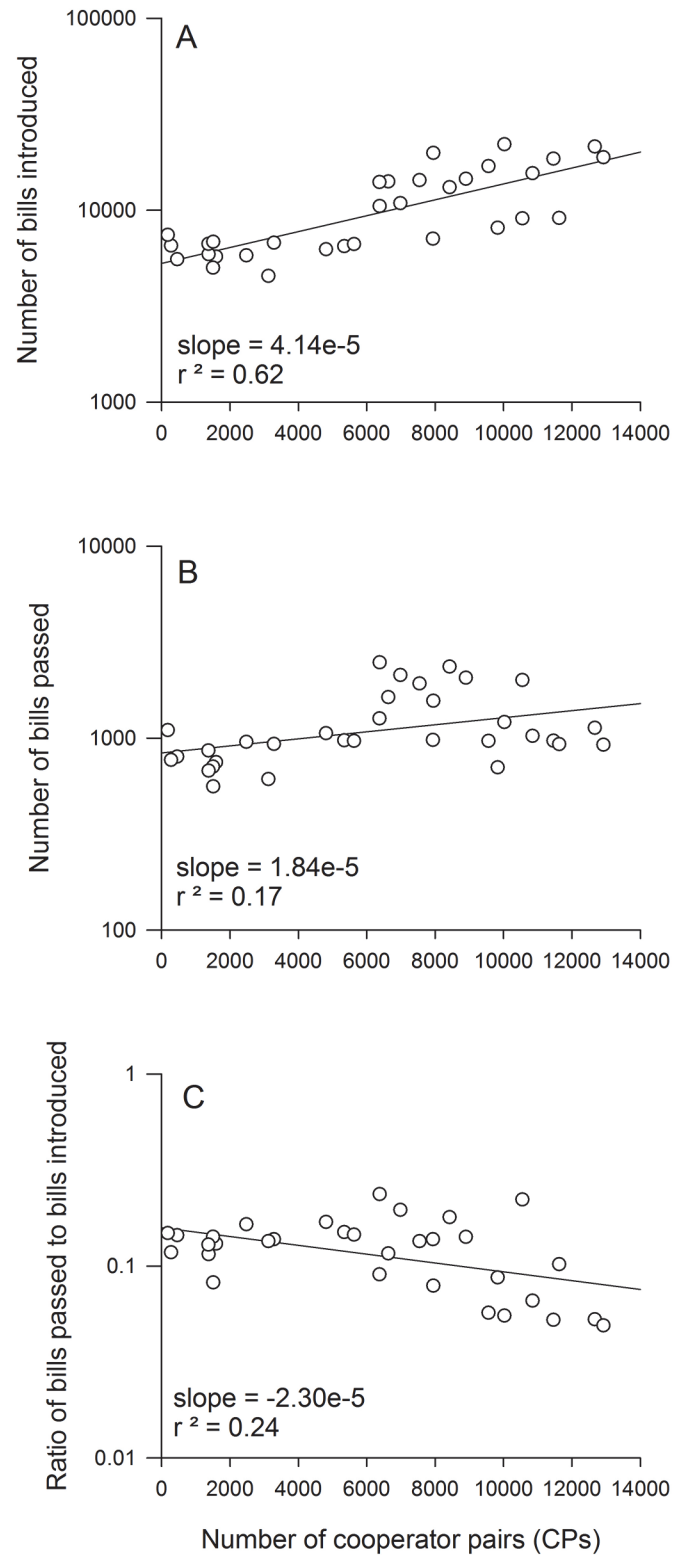 100000
A
Number of bills introduced
10000
slope = 4.14e-5
r ² = 0.62
1000
0 2000 4000 6000 8000 10000 12000 14000
10000
B
Number of bills passed
1000
slope = 1.84e-5
r ² = 0.17
100
0 2000 4000 6000 8000 10000 12000 14000
1
C
Ratio of bills passed to bills introduced
0.1
slope = -2.30e-5
r ² = 0.24
0.01
0 2000 4000 6000 8000 10000 12000 14000
Number of cooperator pairs (CPs)